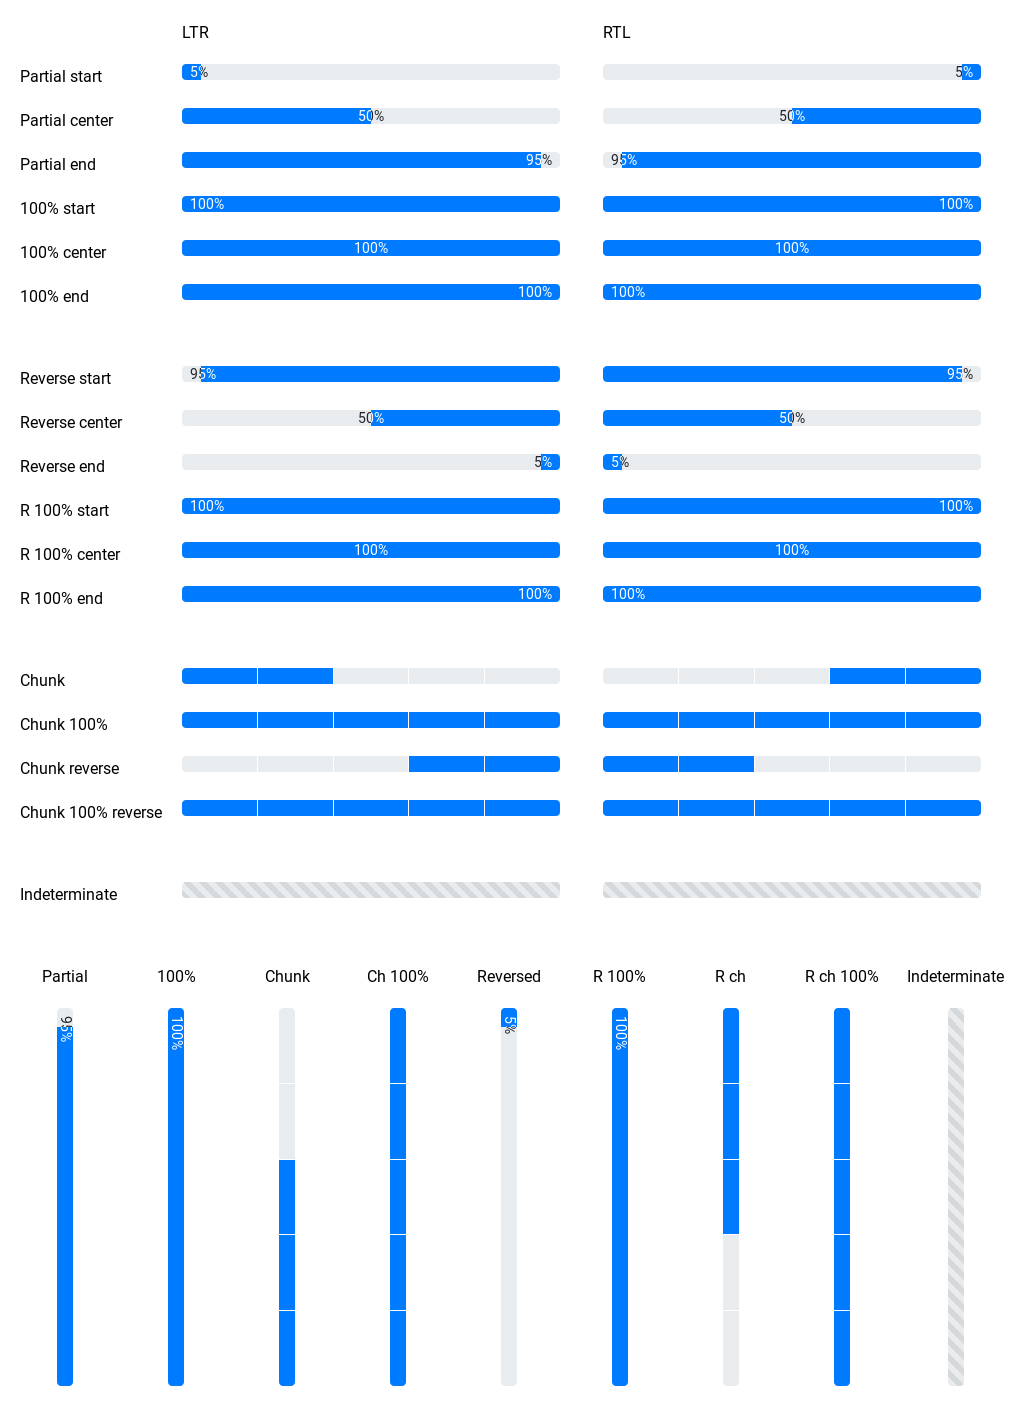 LTR RTL
Partial start 5% 5%
Partial center 50% 50%
Partial end 95% 95%
100% start 100% 100%
100% center 100% 100%
100% end 100% 100%
Reverse start 95% 95%
Reverse center 50% 50%
Reverse end 5% 5%
R 100% start 100% 100%
R 100% center 100% 100%
R 100% end 100% 100%
Chunk
Chunk 100%
Chunk reverse
Chunk 100% reverse
Indeterminate
Partial 100% Chunk Ch 100% Reversed R 100% R ch R ch 100% Indeterminate
95% 100% 5% 100%